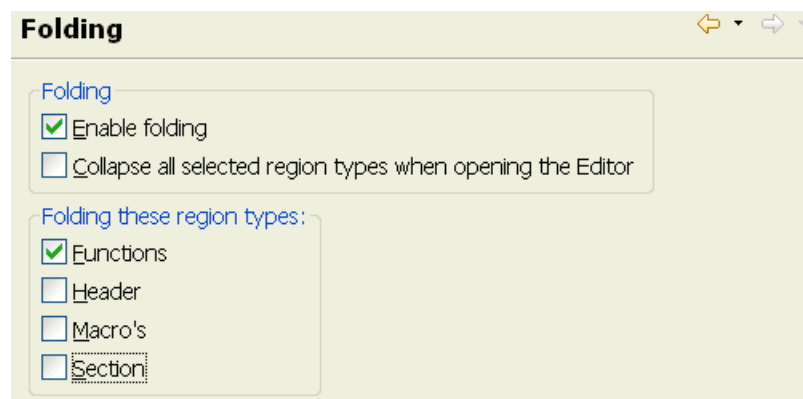 Folding
Folding
Enable folding
Collapse all selected region types when opening the Editor
Folding these region types:
Functions
Header
Macro's
Section